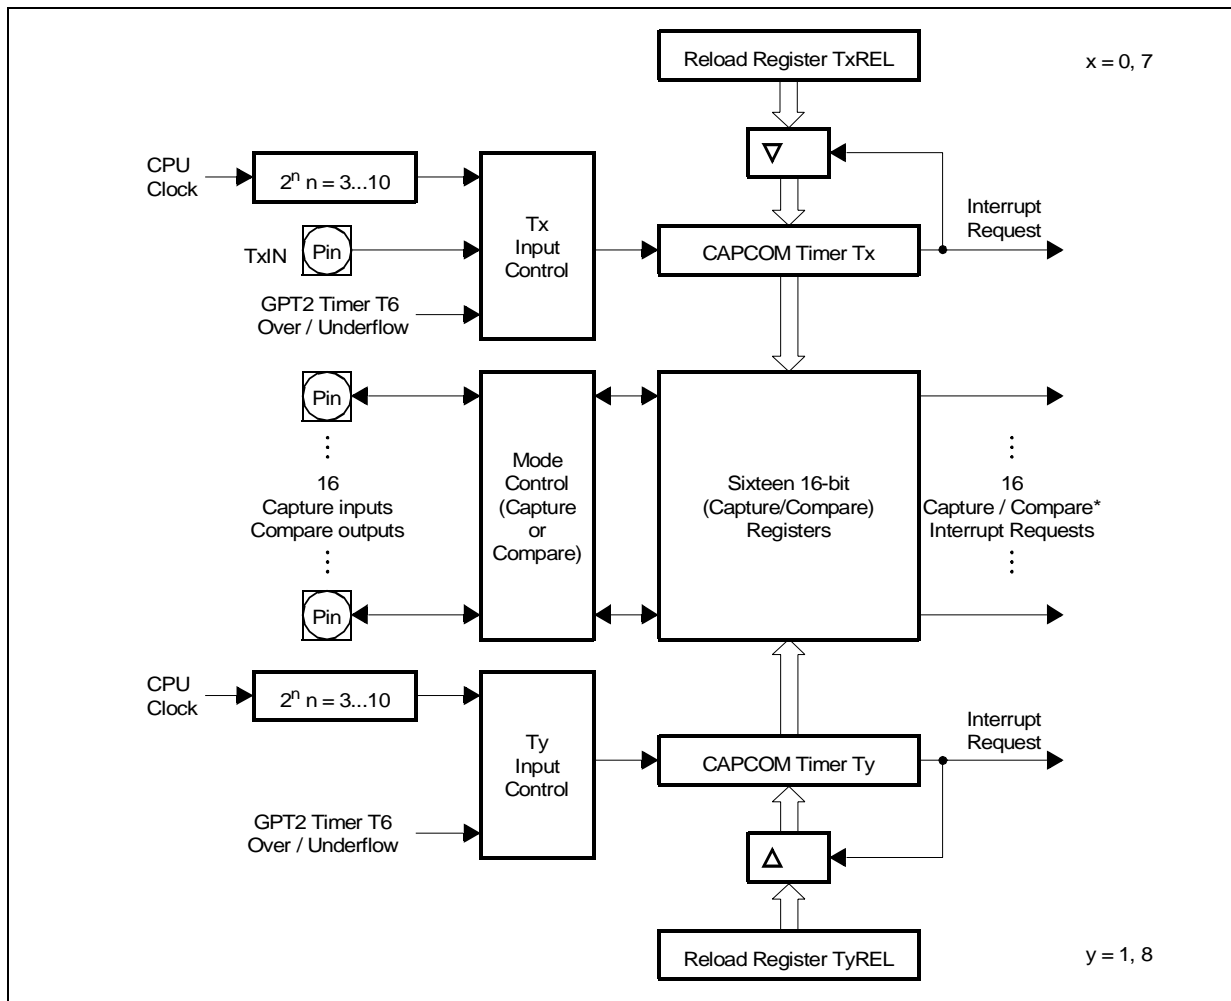 Reload Register TxREL
x = 0, 7
CPU
Clock
2ⁿ n = 3...10
Tx
Input
Control
TxIN
Pin
CAPCOM Timer Tx
Interrupt
Request
GPT2 Timer T6
Over / Underflow
Pin
16
Capture inputs
Compare outputs
Pin
Mode
Control
(Capture
or
Compare)
Sixteen 16-bit
(Capture/Compare)
Registers
16
Capture / Compare*
Interrupt Requests
CPU
Clock
2ⁿ n = 3...10
Ty
Input
Control
CAPCOM Timer Ty
Interrupt
Request
GPT2 Timer T6
Over / Underflow
Reload Register TyREL
y = 1, 8